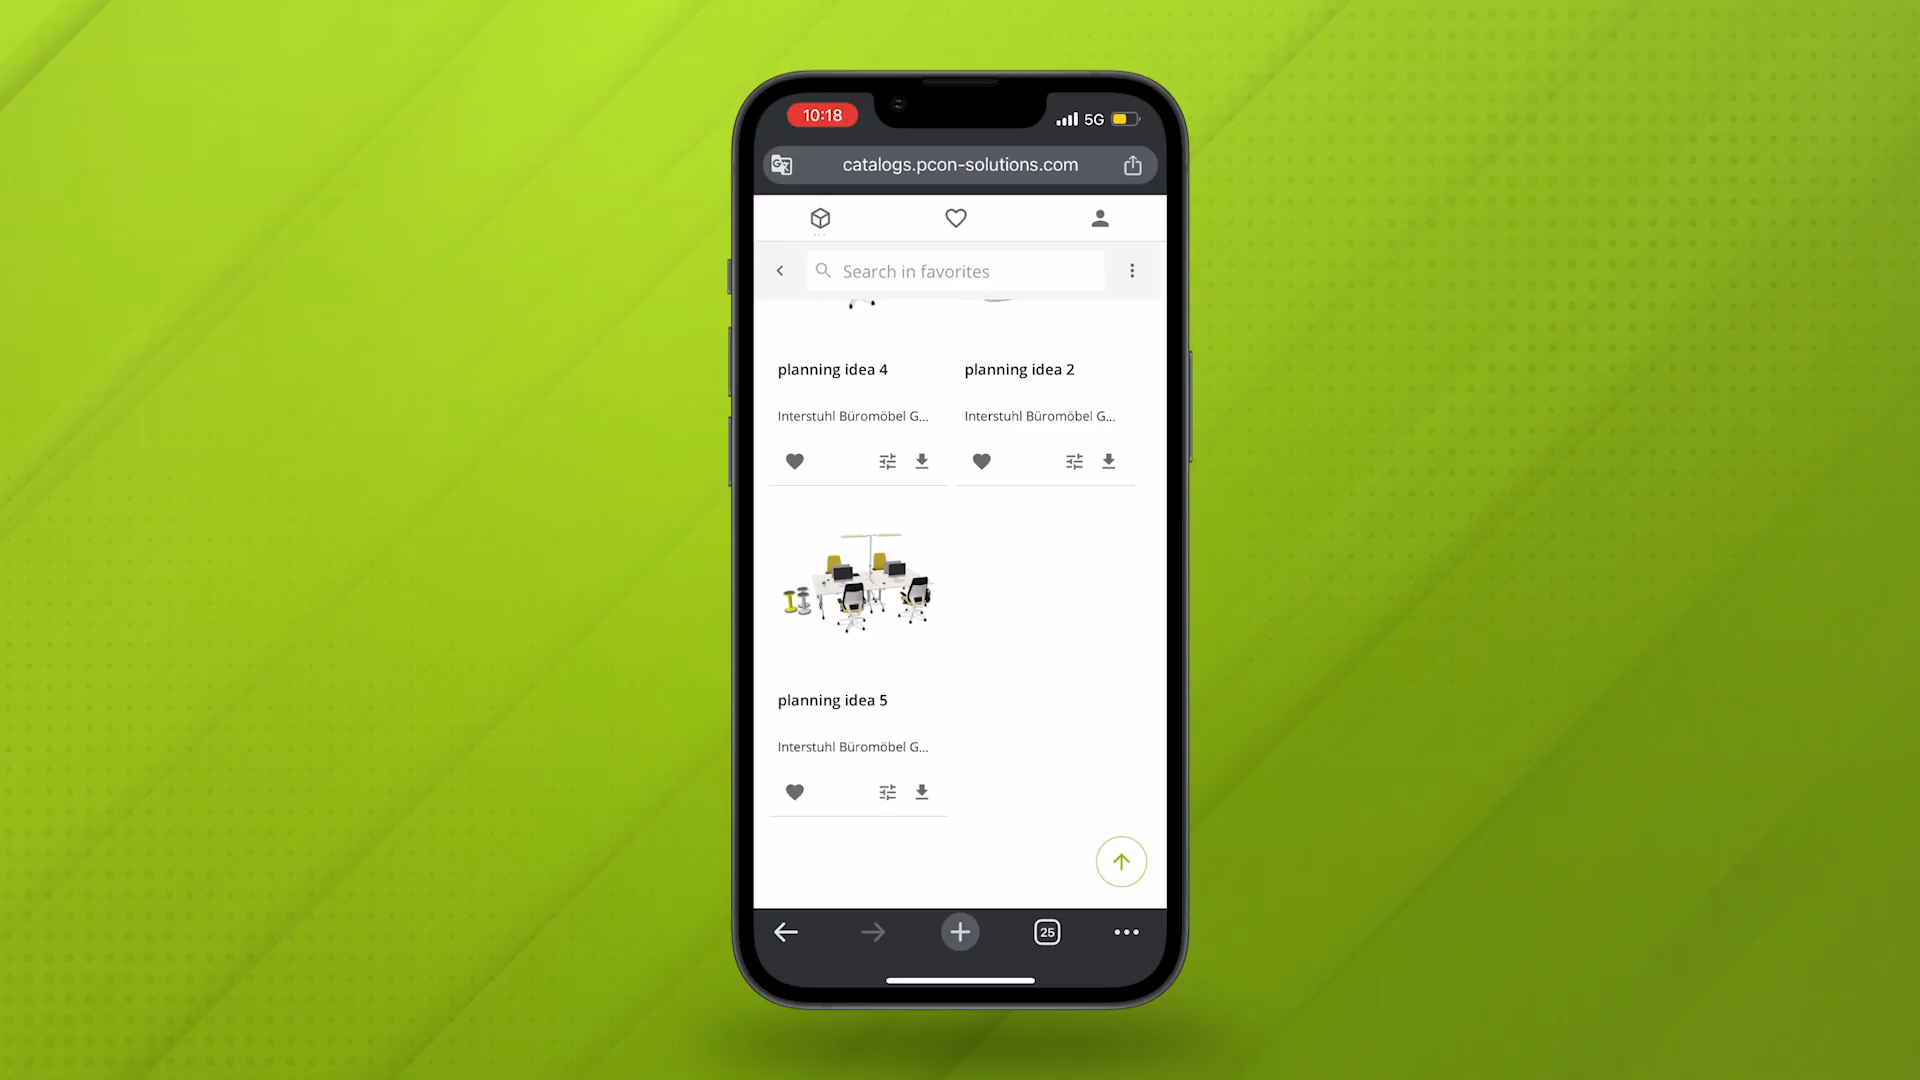 10:18
5G
catalogs.pcon-solutions.com
Search in favorites
planning idea 4
planning idea 2
Interstuhl Büromöbel G...
Interstuhl Büromöbel G...
planning idea 5
Interstuhl Büromöbel G...
25